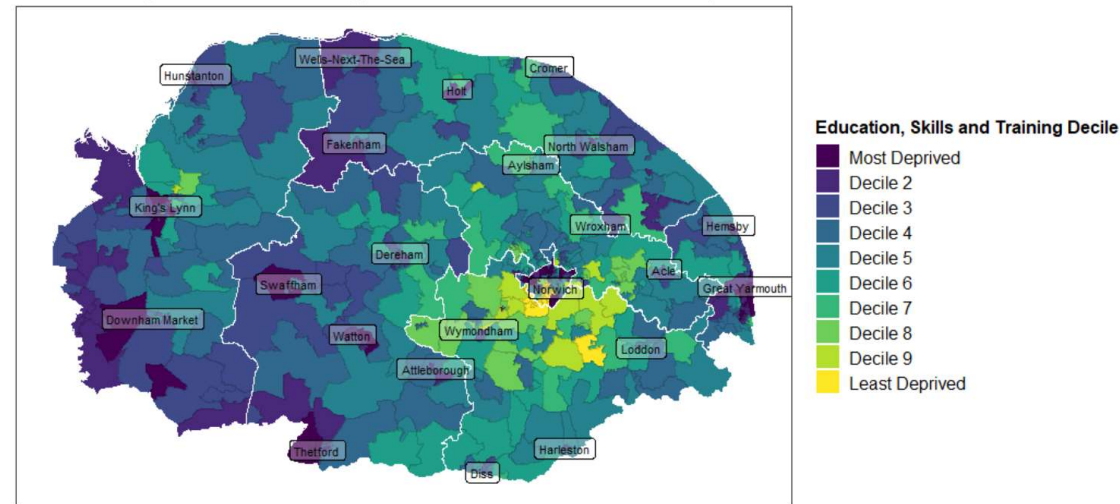 Wells-Next-The-Sea
Cromer
Hunstanton
Holt
Fakenham
North Walsham
Aylsham
King's Lynn
Wroxham
Hemsby
Dereham
Acle
Swaffham
Norwich
Great Yarmouth
Downham Market
Watton
Wymondham
Loddon
Attleborough
Thetford
Harleston
Diss
Education, Skills and Training Decile
Most Deprived
Decile 2
Decile 3
Decile 4
Decile 5
Decile 6
Decile 7
Decile 8
Decile 9
Least Deprived